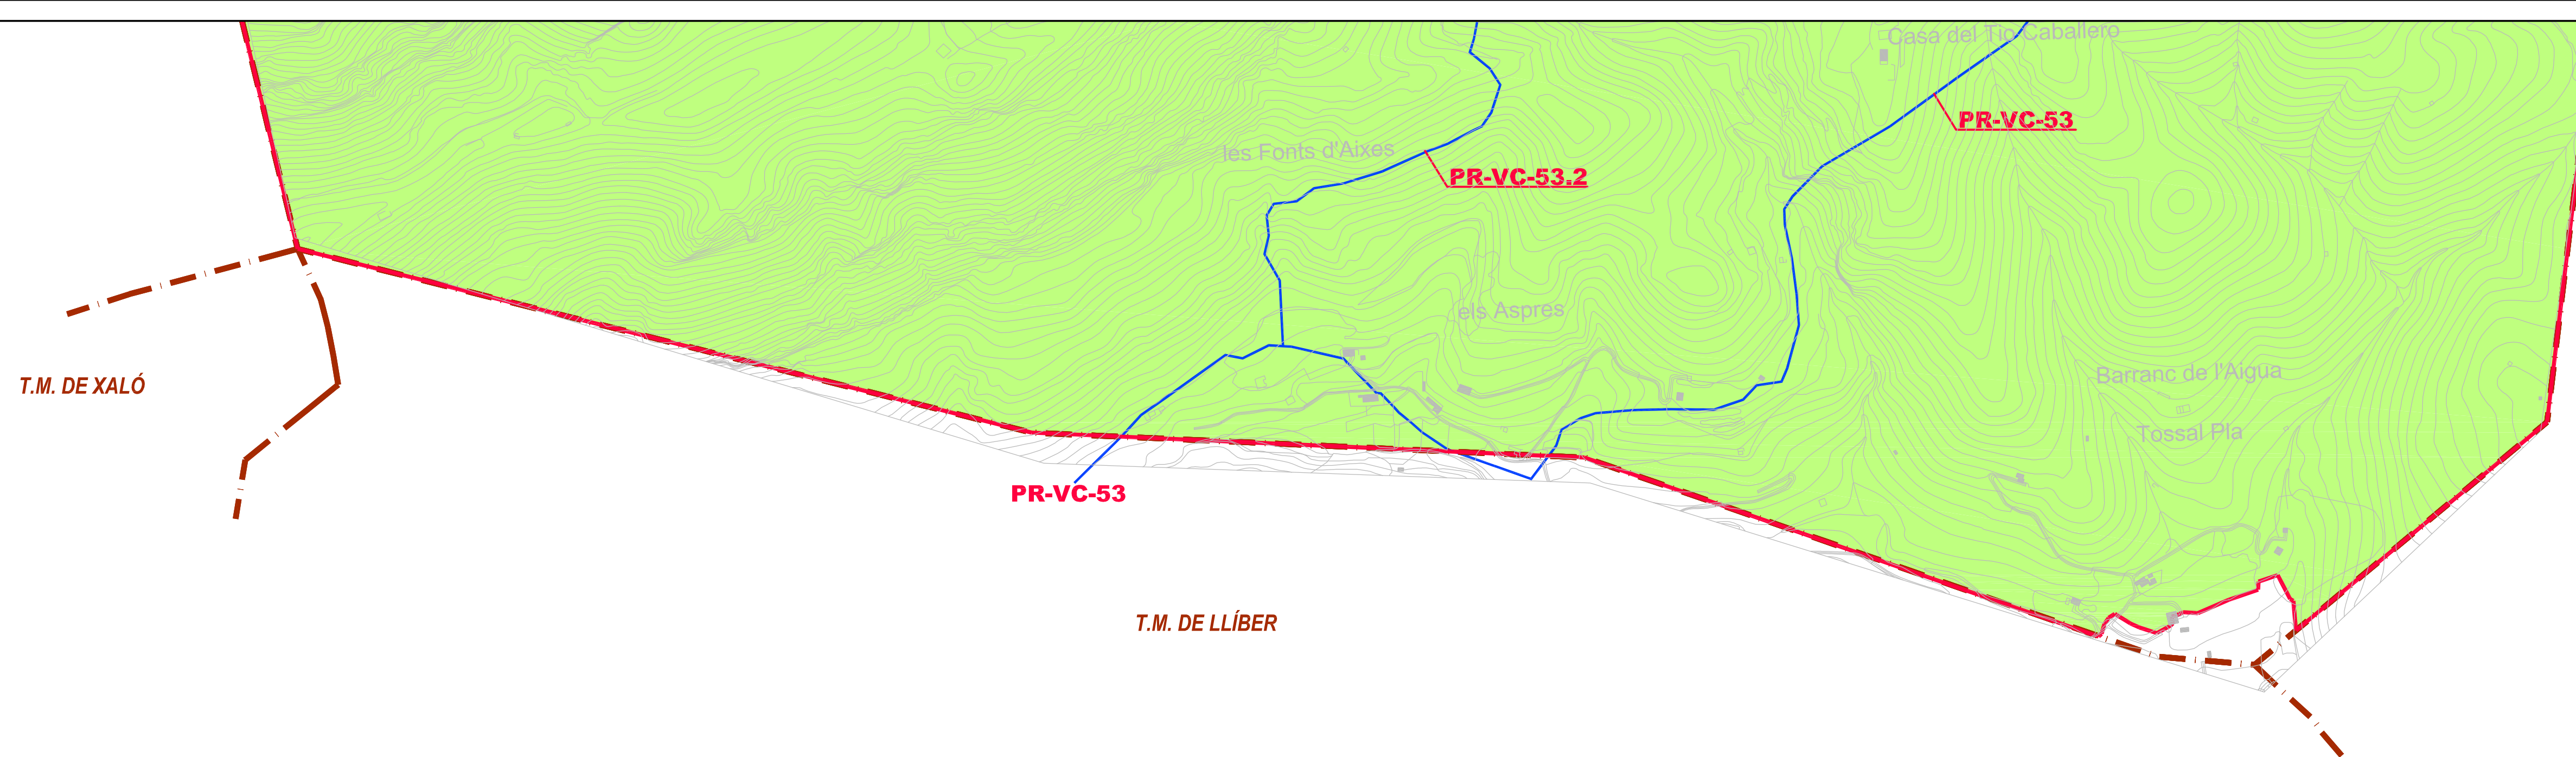 Casa del Tio Caballero
PR-VC-53
les Fonts d'Aixes
PR-VC-53.2
els Aspres
Barranc de l'Aigua
T.M. DE XALÓ
Tossal Pla
PR-VC-53
T.M. DE LLÍBER